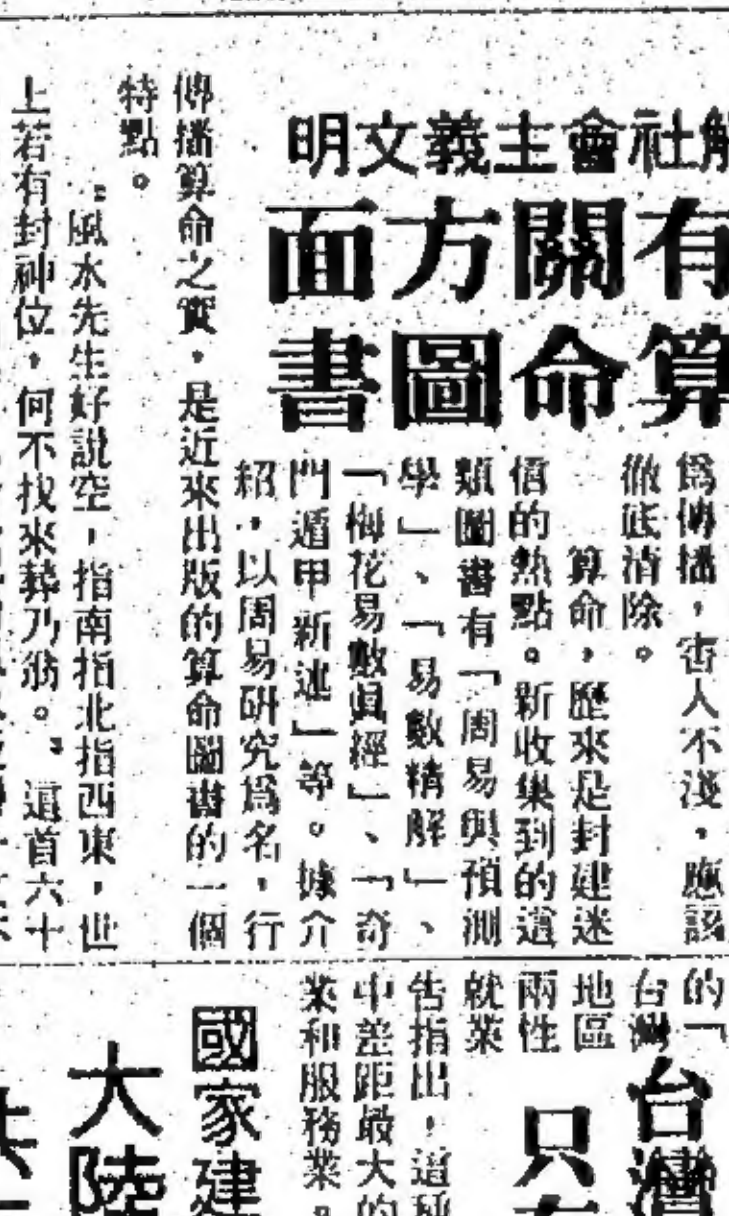 解社會主義文明
有關方面
算命圖書
爲傳播,害人不淺,應該
徹底清除。
算命,歷來是封建迷
信的熱點。新收集到的這
類圖書有「周易與預測
學」、「易數精解」、
「梅花易數眞經」、「奇
門遁甲新述」等。據介
紹,以周易研究爲名,行
傳播算命之實,是近來出版的算命圖書的一個
特點。
"風水先生好說空,指南指北指西東,世
上若有封神位,何不找來葬乃翁。"這首六十
的「
台灣
地區
兩性
就業
告指出,這種
中差距最大的
業和服務業。
台灣
只有
國家建
大陸